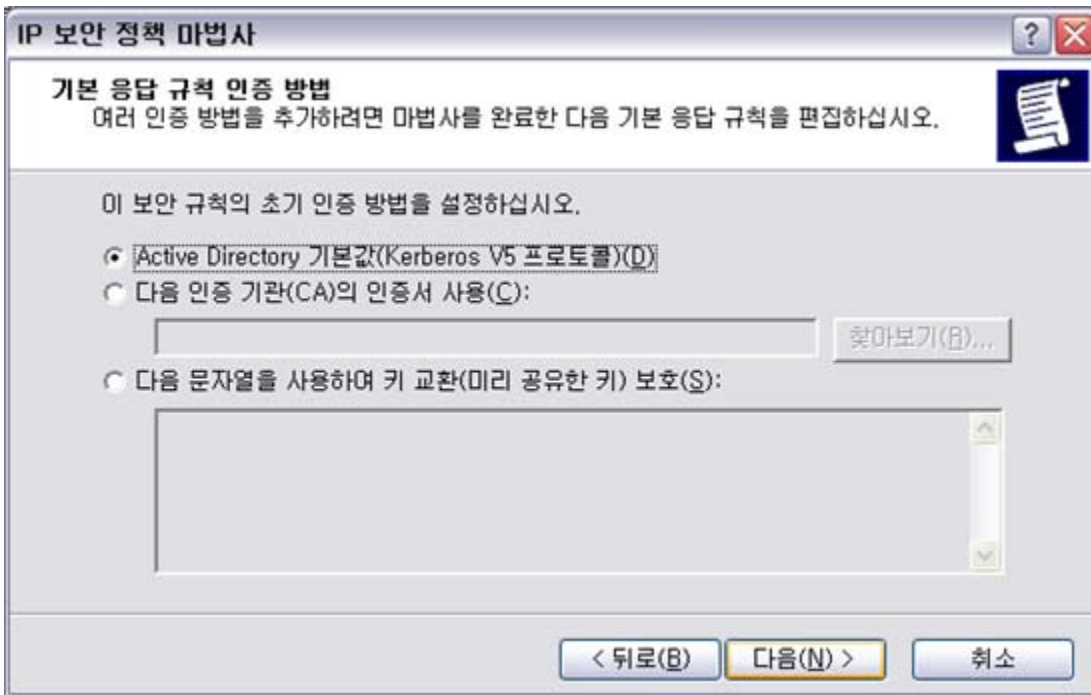 IP 보안 정책 마법사
기본 응답 규칙 인증 방법
여러 인증 방법을 추가하려면 마법사를 완료한 다음 기본 응답 규칙을 편집하십시오.
이 보안 규칙의 초기 인증 방법을 설정하십시오.
Active Directory 기본값(Kerberos V5 프로토콜)(D)
다음 인증 기관(CA)의 인증서 사용(C):
찾아보기(R)...
다음 문자열을 사용하여 키 교환(미리 공유한 키) 보호(S):
< 뒤로(B) 다음(N) > 취소